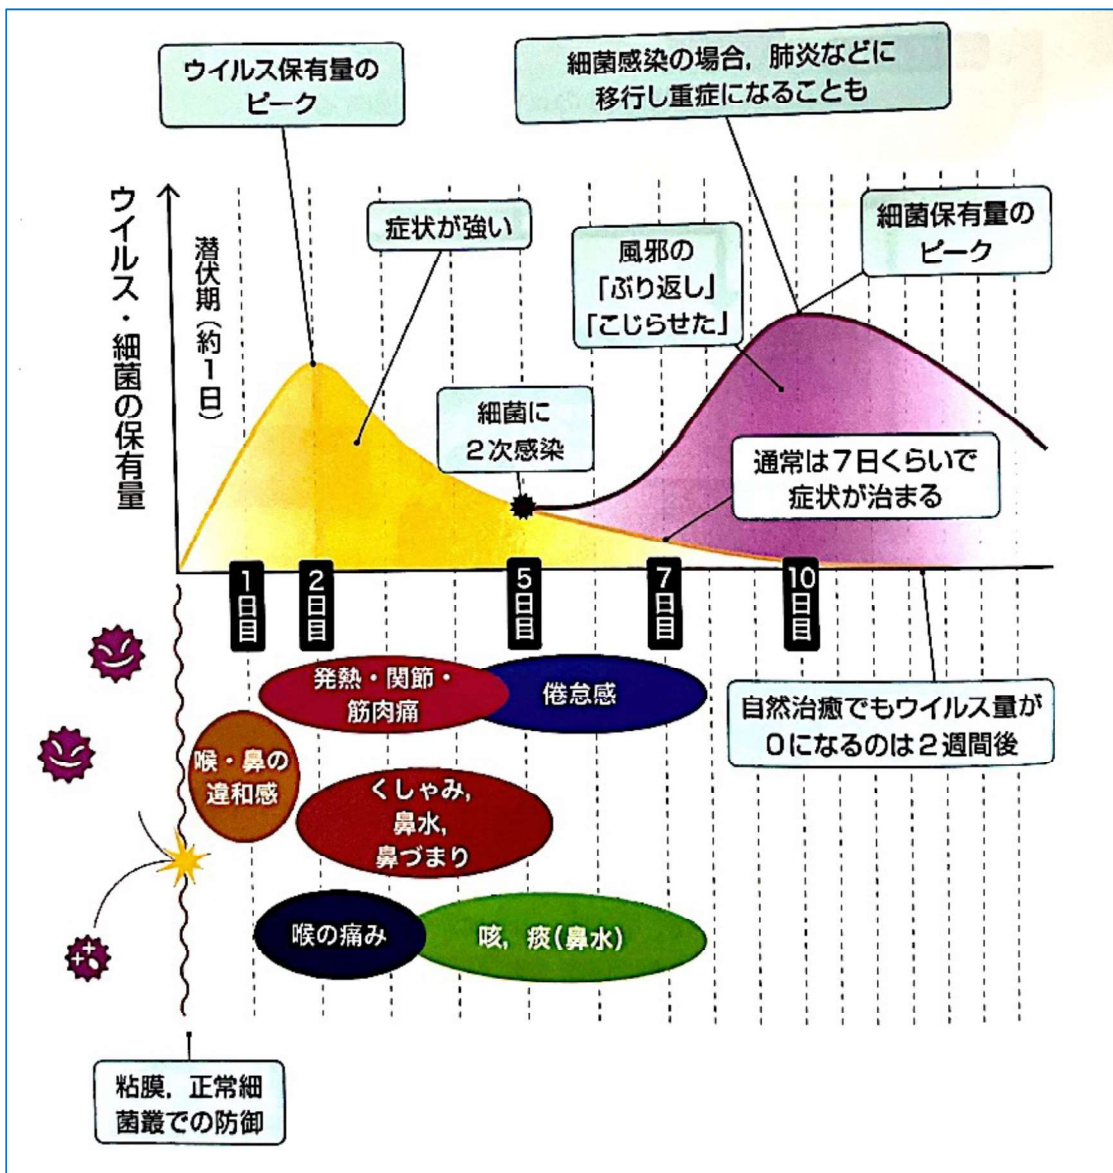 ウイルス保有量の
ピーク
細菌感染の場合，肺炎などに
移行し重症になることも
ウイルス・細菌の保有量
潜伏期（約１日）
症状が強い
風邪の
「ぶり返し」
「こじらせた」
細菌保有量の
ピーク
細菌に
２次感染
通常は７日くらいで
症状が治まる
1日目
2日目
5日目
7日目
10日目
発熱・関節・
筋肉痛
倦怠感
自然治癒でもウイルス量が
０になるのは２週間後
喉・鼻の
違和感
くしゃみ，
鼻水，
鼻づまり
喉の痛み
咳，痰（鼻水）
粘膜，正常細
菌叢での防御